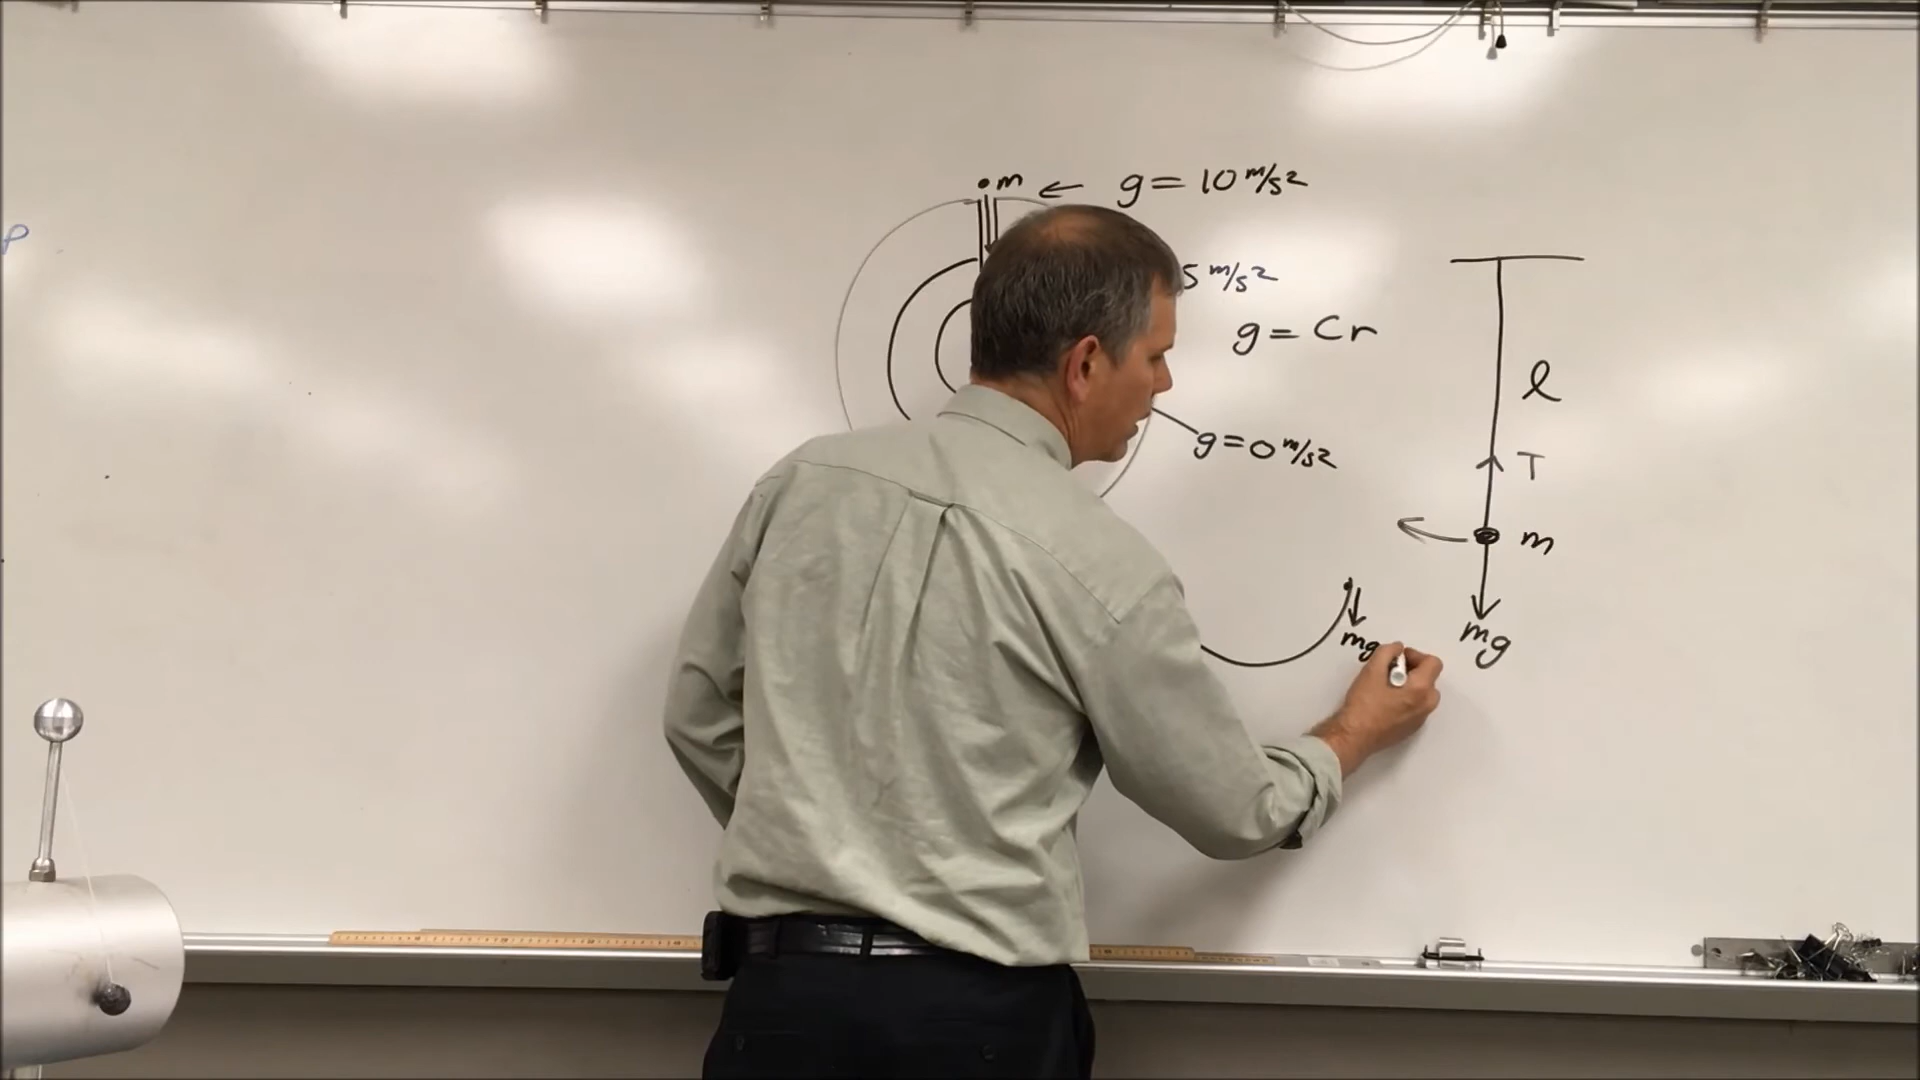 m ← g = 10 m/s²
5 m/s²
g = Cr
l
g = 0 m/s²
T
m
mg
mg